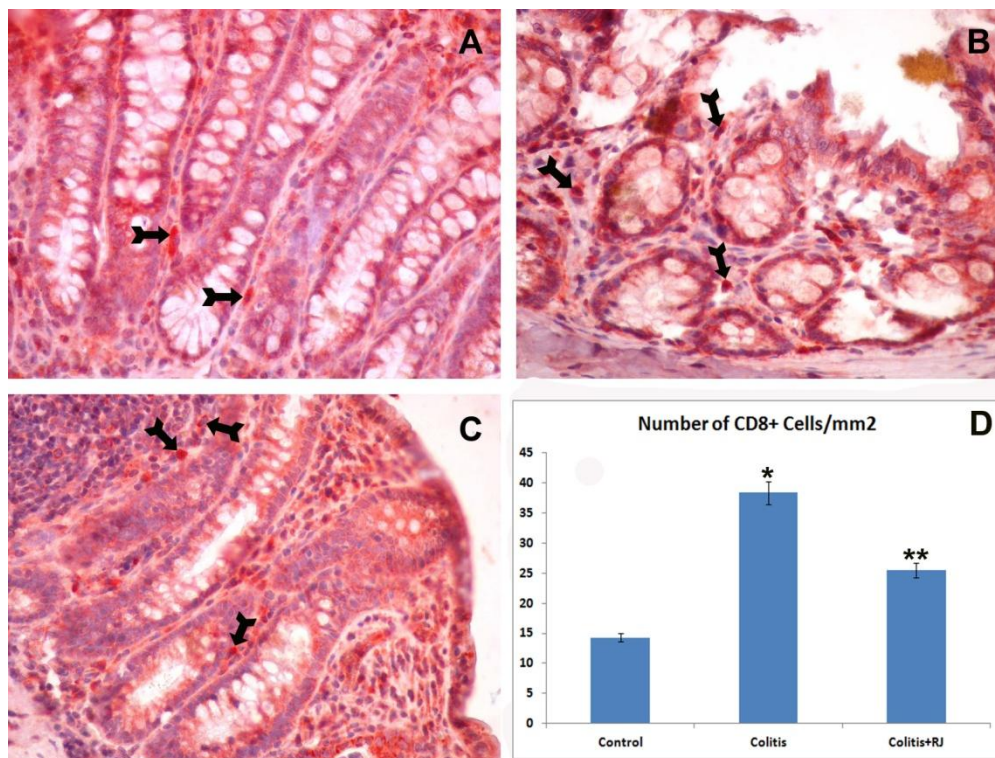 A
B
C
D
Number of CD8+ Cells/mm2
45
40
35
30
25
20
15
10
5
0
*
**
Control
Colitis
Colitis+RJ